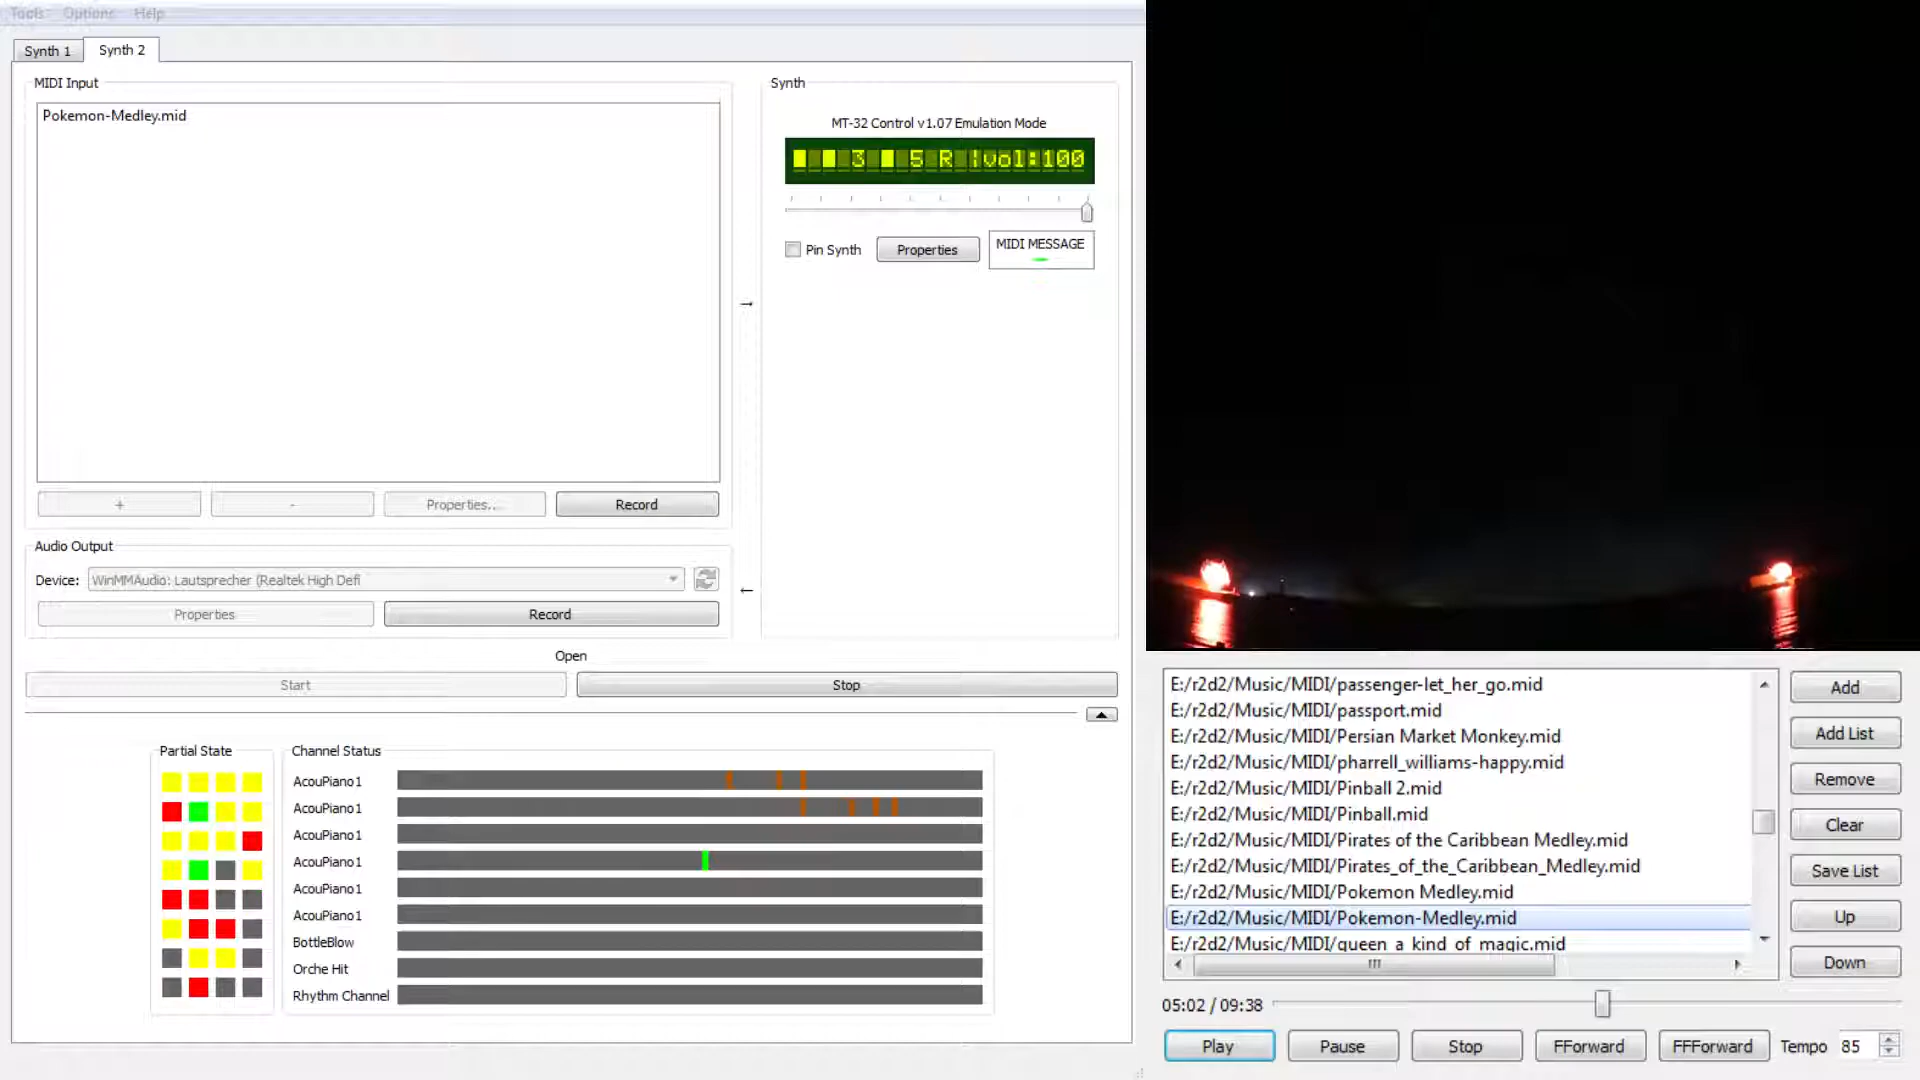 Tools Options Help
Synth 1 Synth 2
MIDI Input
Pokemon-Medley.mid
+ - Properties... Record
Synth
MT-32 Control v1.07 Emulation Mode
3 5 R |vol:100
Pin Synth Properties MIDI MESSAGE
→
←
Audio Output
Device: WinMMAudio: Lautsprecher (Realtek High Defi
Properties Record
Open
Start Stop
Partial State Channel Status
AcouPiano1
AcouPiano1
AcouPiano1
AcouPiano1
AcouPiano1
AcouPiano1
BottleBlow
Orche Hit
Rhythm Channel
E:/r2d2/Music/MIDI/passenger-let_her_go.mid
E:/r2d2/Music/MIDI/passport.mid
E:/r2d2/Music/MIDI/Persian Market Monkey.mid
E:/r2d2/Music/MIDI/pharrell_williams-happy.mid
E:/r2d2/Music/MIDI/Pinball 2.mid
E:/r2d2/Music/MIDI/Pinball.mid
E:/r2d2/Music/MIDI/Pirates of the Caribbean Medley.mid
E:/r2d2/Music/MIDI/Pirates_of_the_Caribbean_Medley.mid
E:/r2d2/Music/MIDI/Pokemon Medley.mid
E:/r2d2/Music/MIDI/Pokemon-Medley.mid
E:/r2d2/Music/MIDI/queen a kind of magic.mid
Add
Add List
Remove
Clear
Save List
Up
Down
05:02 / 09:38
Play Pause Stop FForward FFForward Tempo 85